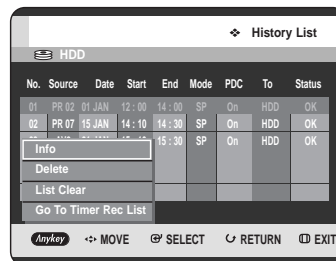 ❖ History List
HDD
No. Source Date Start End Mode PDC To Status
01 PR 02 01 JAN 12 : 00 14 : 00 SP On HDD OK
02 PR 07 15 JAN 14 : 10 14 : 30 SP On HDD OK
15 : 30 SP On HDD OK
Info
Delete
List Clear
Go To Timer Rec List
Anykey MOVE SELECT RETURN EXIT